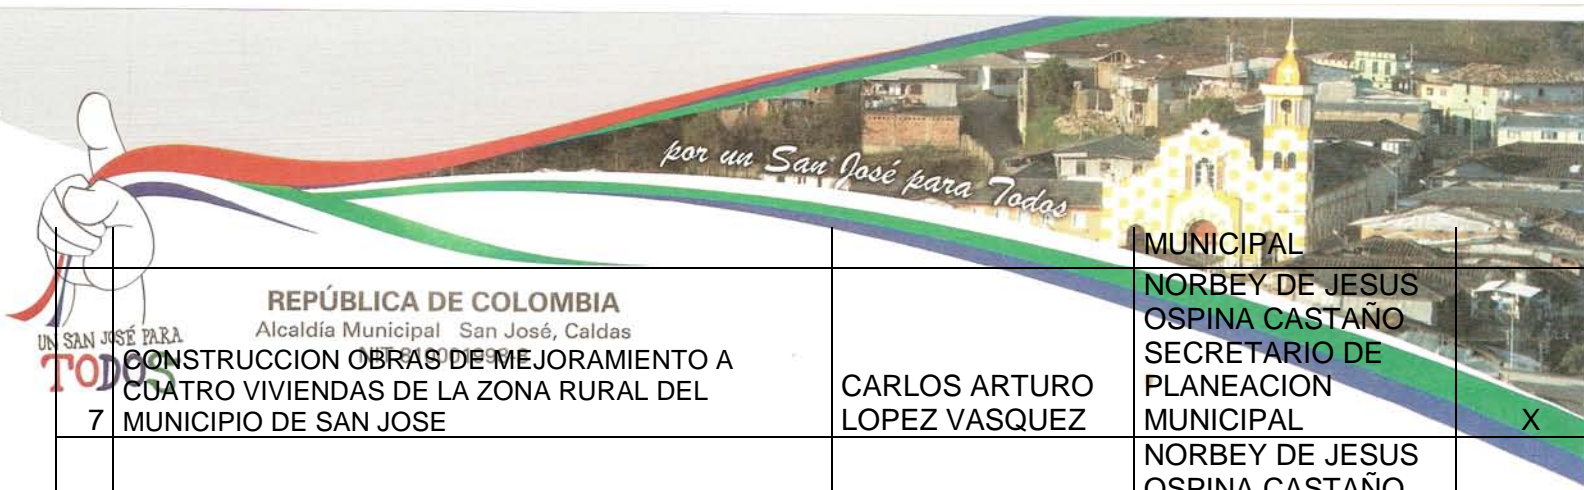 por un San José para Todos
MUNICIPAL
REPÚBLICA DE COLOMBIA
Alcaldía Municipal San José, Caldas
UN SAN JOSÉ PARA
TODOS
7 CONSTRUCCION OBRAS DE MEJORAMIENTO A
CUATRO VIVIENDAS DE LA ZONA RURAL DEL
MUNICIPIO DE SAN JOSE
CARLOS ARTURO
LOPEZ VASQUEZ
NORBEY DE JESUS
OSPINA CASTAÑO
SECRETARIO DE
PLANEACION
MUNICIPAL
X
NORBEY DE JESUS
OSPINA CASTAÑO